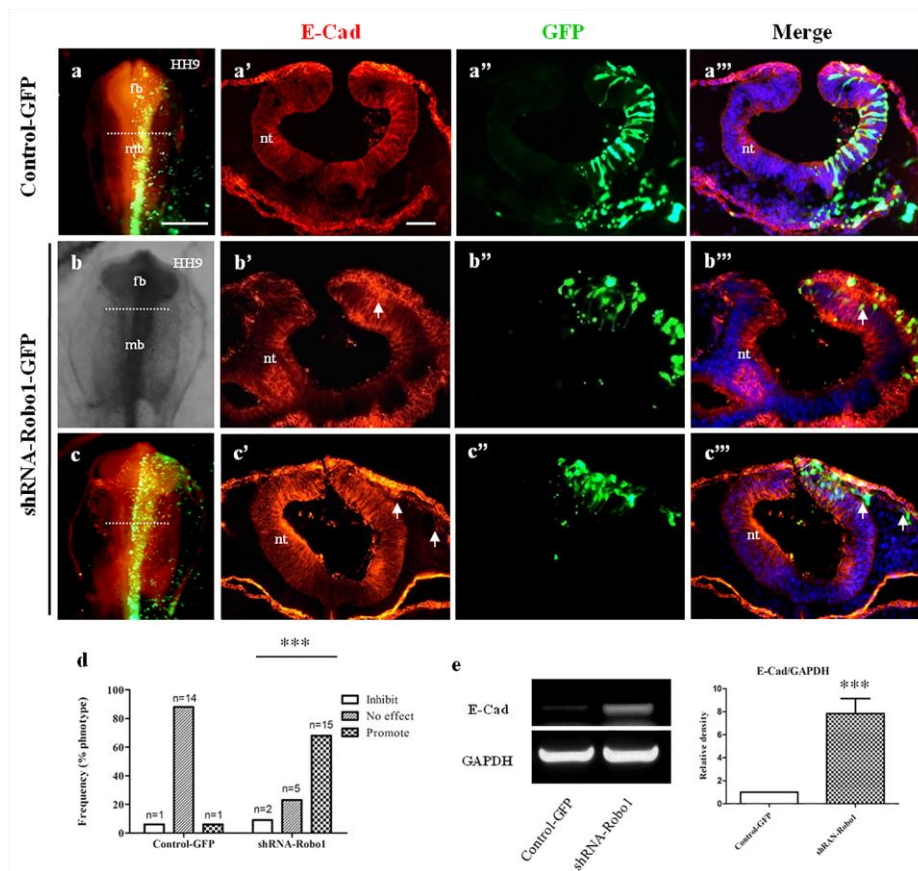 E-Cad GFP Merge
Control-GFP
a HH9 fb mb
a’ nt
a’’
a’’’ nt
shRNA-Robo1-GFP
b HH9 fb mb
b’ nt
b’’
b’’’ nt
c
c’ nt
c’’
c’’’ nt
d
***
Frequency (% phnotype)
100
80
60
40
20
0
n=1
n=14
n=1
n=2
n=5
n=15
Inhibit
No effect
Promote
Control-GFP shRNA-Robo1
e
E-Cad
GAPDH
Control-GFP
shRNA-Robo1
E-Cad/GAPDH
***
Relative density
10
8
6
4
2
0
Control-GFP
shRAN-Robo1